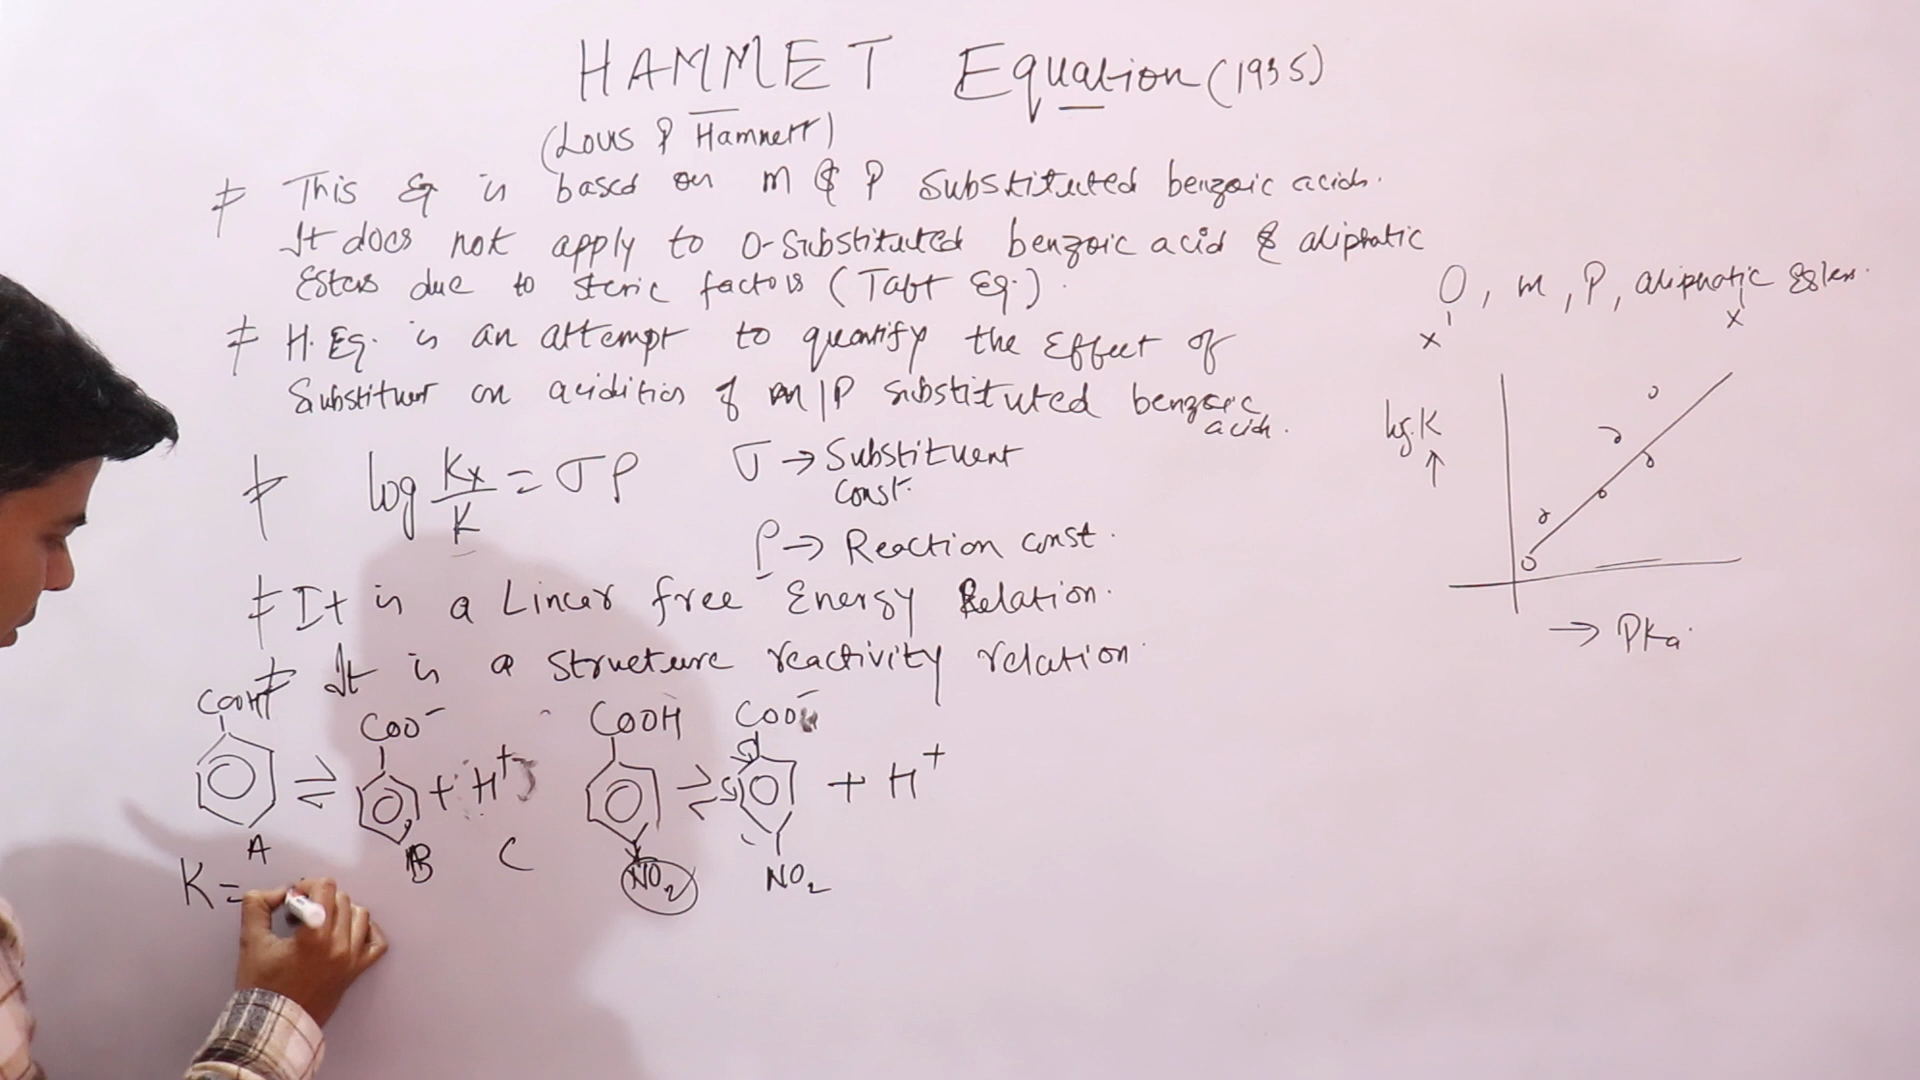 HAMMET Equation (1935)
(Lous P Hammett)
This Eq is based on m & P Substituted benzoic acids.
It does not apply to O-Substituted benzoic acid & aliphatic
Esters due to steric factors (Taft Eq.).
H. Eq. is an attempt to quantify the Effect of
Substituent on acidities of m/P substituted benzoic
acids.
log Kx/K = σρ
σ → Substituent
const.
ρ → Reaction const.
It is a Linear free Energy Relation.
It is a Structure reactivity relation.
COOH ⇌ COO⁻ + H⁺
A B C
K =
COOH ⇌ COO⁻ + H⁺
NO₂ NO₂
O, m, P, aliphatic Esters.
x x
log K ↑
→ PKa